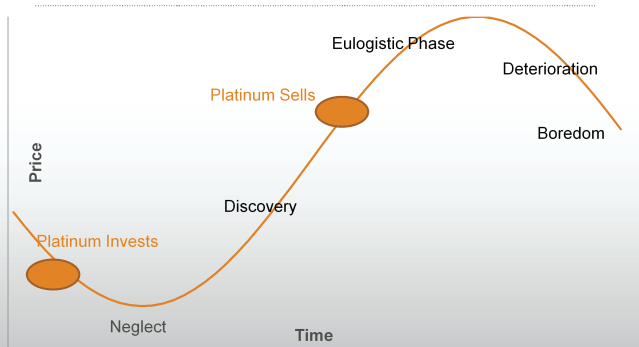 Eulogistic Phase
Deterioration
Platinum Sells
Boredom
Price
Discovery
Platinum Invests
Neglect
Time